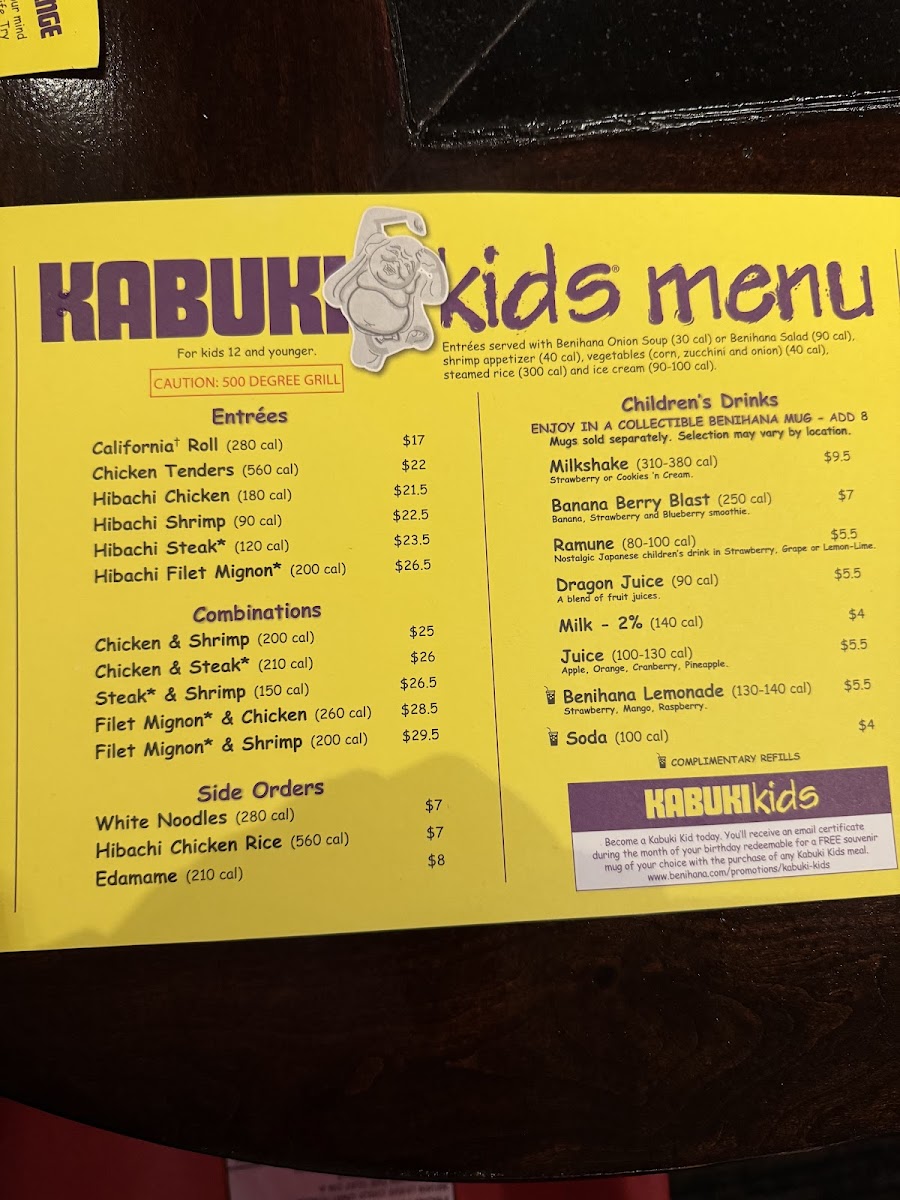 NGE
ur mind
ife. Try
KABUKI kids® menu
For kids 12 and younger.
CAUTION: 500 DEGREE GRILL
Entrées served with Benihana Onion Soup (30 cal) or Benihana Salad (90 cal),
shrimp appetizer (40 cal), vegetables (corn, zucchini and onion) (40 cal),
steamed rice (300 cal) and ice cream (90-100 cal).
Entrées
California† Roll (280 cal) $17
Chicken Tenders (560 cal) $22
Hibachi Chicken (180 cal) $21.5
Hibachi Shrimp (90 cal) $22.5
Hibachi Steak* (120 cal) $23.5
Hibachi Filet Mignon* (200 cal) $26.5
Combinations
Chicken & Shrimp (200 cal) $25
Chicken & Steak* (210 cal) $26
Steak* & Shrimp (150 cal) $26.5
Filet Mignon* & Chicken (260 cal) $28.5
Filet Mignon* & Shrimp (200 cal) $29.5
Side Orders
White Noodles (280 cal) $7
Hibachi Chicken Rice (560 cal) $7
Edamame (210 cal) $8
Children's Drinks
ENJOY IN A COLLECTIBLE BENIHANA MUG - ADD 8
Mugs sold separately. Selection may vary by location.
Milkshake (310-380 cal) $9.5
Strawberry or Cookies 'n Cream.
Banana Berry Blast (250 cal) $7
Banana, Strawberry and Blueberry smoothie.
Ramune (80-100 cal) $5.5
Nostalgic Japanese children's drink in Strawberry, Grape or Lemon-Lime.
Dragon Juice (90 cal) $5.5
A blend of fruit juices.
Milk - 2% (140 cal) $4
Juice (100-130 cal) $5.5
Apple, Orange, Cranberry, Pineapple.
Benihana Lemonade (130-140 cal) $5.5
Strawberry, Mango, Raspberry.
Soda (100 cal) $4
COMPLIMENTARY REFILLS
KABUKI kids
Become a Kabuki Kid today. You'll receive an email certificate
during the month of your birthday redeemable for a FREE souvenir
mug of your choice with the purchase of any Kabuki Kids meal.
www.benihana.com/promotions/kabuki-kids